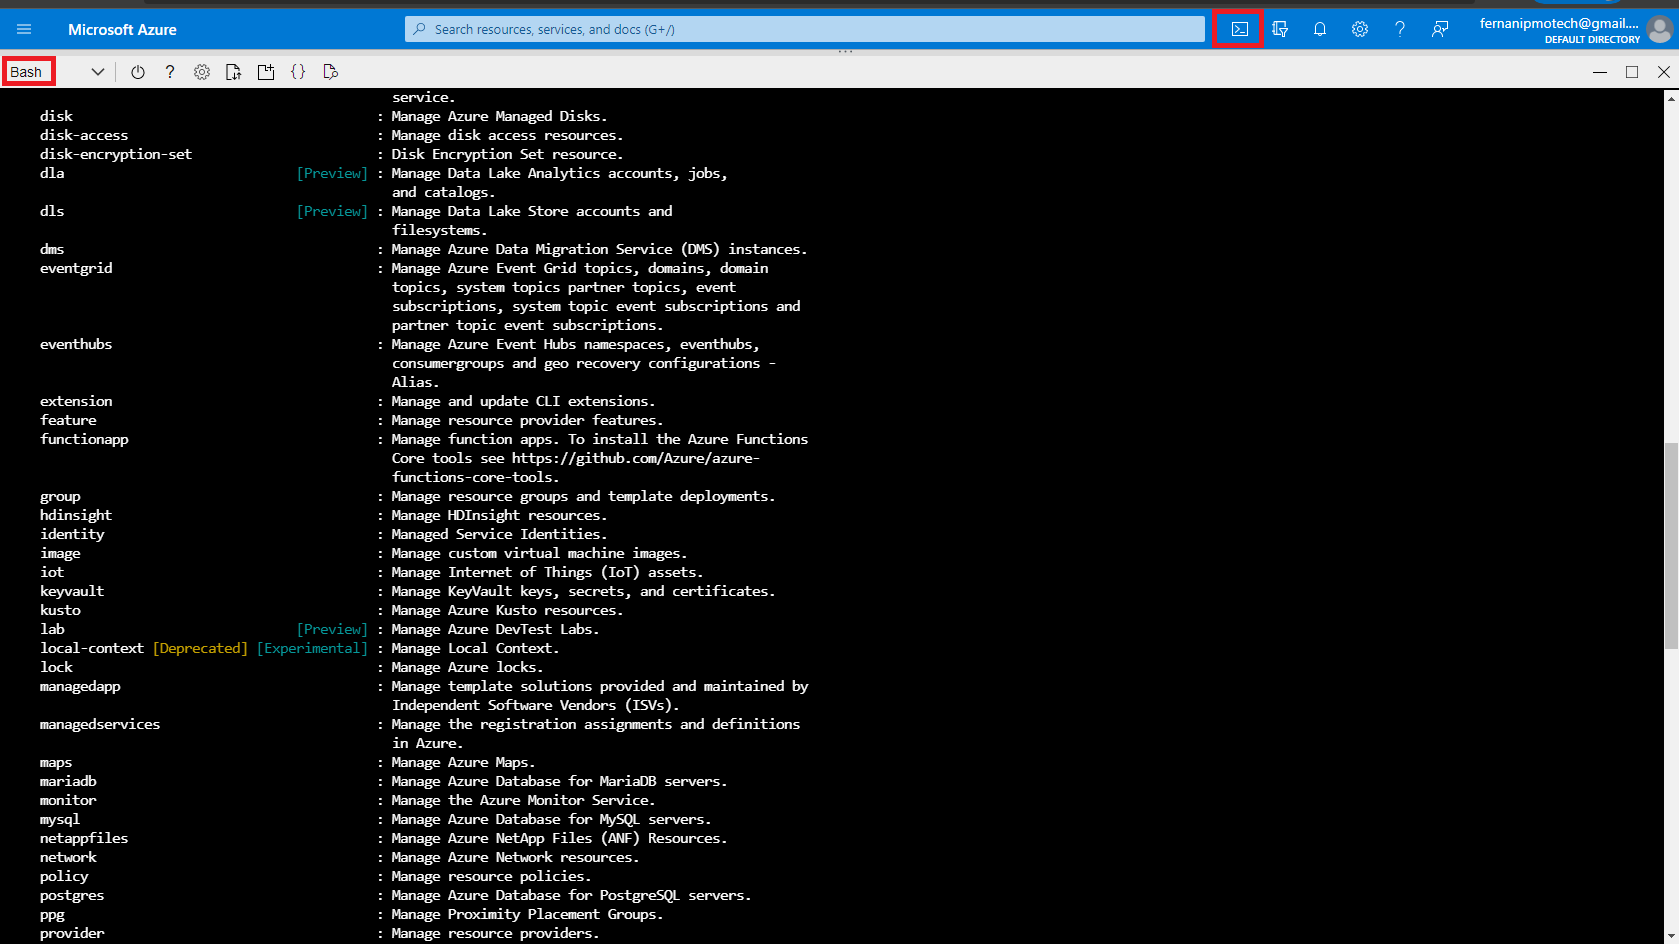 Microsoft Azure
Search resources, services, and docs (G+/)
fernanipmotech@gmail....
DEFAULT DIRECTORY
Bash
service.
disk : Manage Azure Managed Disks.
disk-access : Manage disk access resources.
disk-encryption-set : Disk Encryption Set resource.
dla [Preview] : Manage Data Lake Analytics accounts, jobs,
and catalogs.
dls [Preview] : Manage Data Lake Store accounts and
filesystems.
dms : Manage Azure Data Migration Service (DMS) instances.
eventgrid : Manage Azure Event Grid topics, domains, domain
topics, system topics partner topics, event
subscriptions, system topic event subscriptions and
partner topic event subscriptions.
eventhubs : Manage Azure Event Hubs namespaces, eventhubs,
consumergroups and geo recovery configurations -
Alias.
extension : Manage and update CLI extensions.
feature : Manage resource provider features.
functionapp : Manage function apps. To install the Azure Functions
Core tools see https://github.com/Azure/azure-
functions-core-tools.
group : Manage resource groups and template deployments.
hdinsight : Manage HDInsight resources.
identity : Managed Service Identities.
image : Manage custom virtual machine images.
iot : Manage Internet of Things (IoT) assets.
keyvault : Manage KeyVault keys, secrets, and certificates.
kusto : Manage Azure Kusto resources.
lab [Preview] : Manage Azure DevTest Labs.
local-context [Deprecated] [Experimental] : Manage Local Context.
lock : Manage Azure locks.
managedapp : Manage template solutions provided and maintained by
Independent Software Vendors (ISVs).
managedservices : Manage the registration assignments and definitions
in Azure.
maps : Manage Azure Maps.
mariadb : Manage Azure Database for MariaDB servers.
monitor : Manage the Azure Monitor Service.
mysql : Manage Azure Database for MySQL servers.
netappfiles : Manage Azure NetApp Files (ANF) Resources.
network : Manage Azure Network resources.
policy : Manage resource policies.
postgres : Manage Azure Database for PostgreSQL servers.
ppg : Manage Proximity Placement Groups.
provider : Manage resource providers.